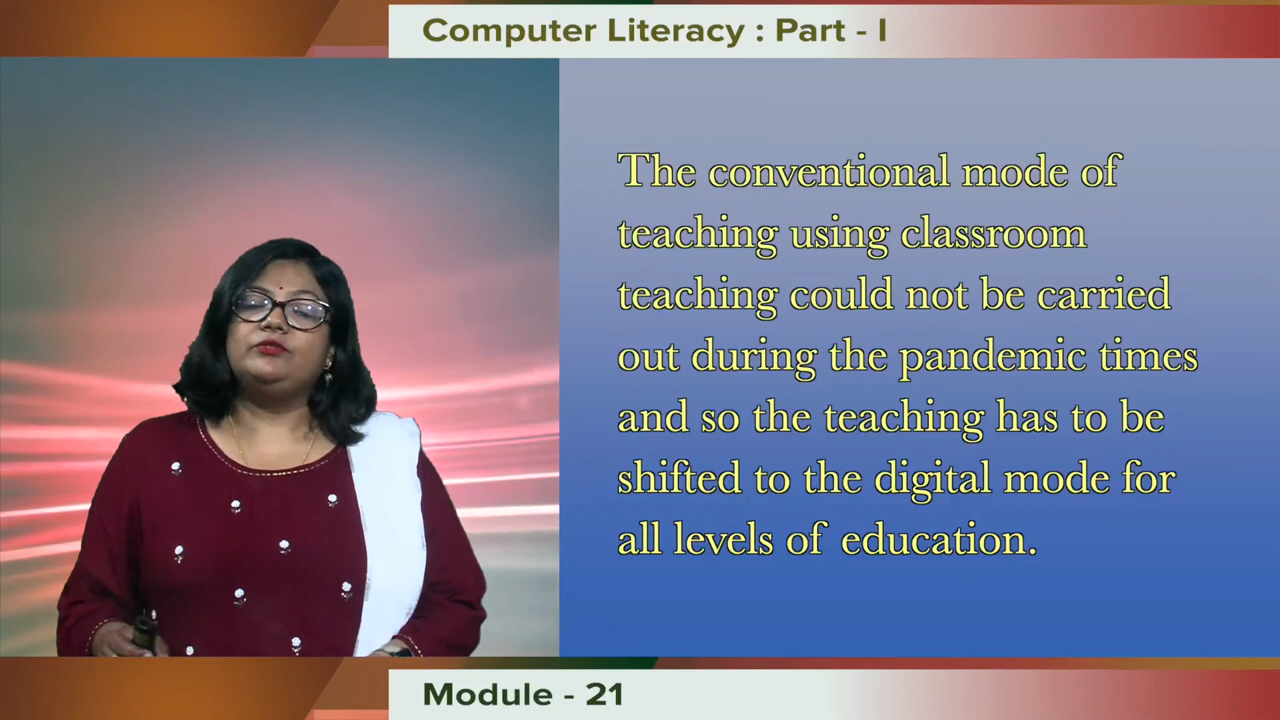 Computer Literacy : Part - I
The conventional mode of
teaching using classroom
teaching could not be carried
out during the pandemic times
and so the teaching has to be
shifted to the digital mode for
all levels of education.
Module - 21